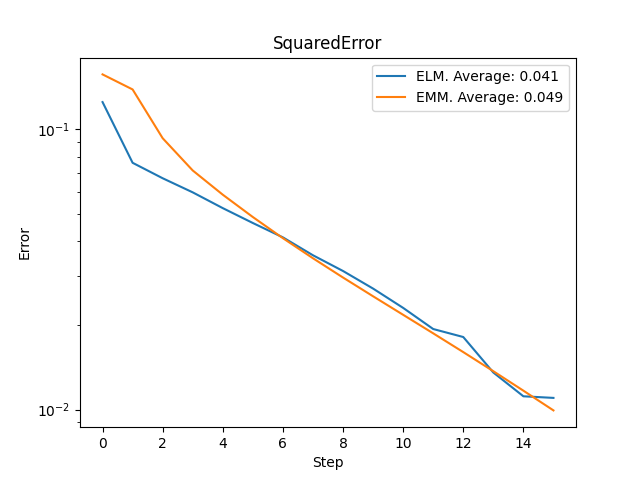 SquaredError
ELM. Average: 0.041
EMM. Average: 0.049
10⁻¹
10⁻²
Error
0 2 4 6 8 10 12 14
Step